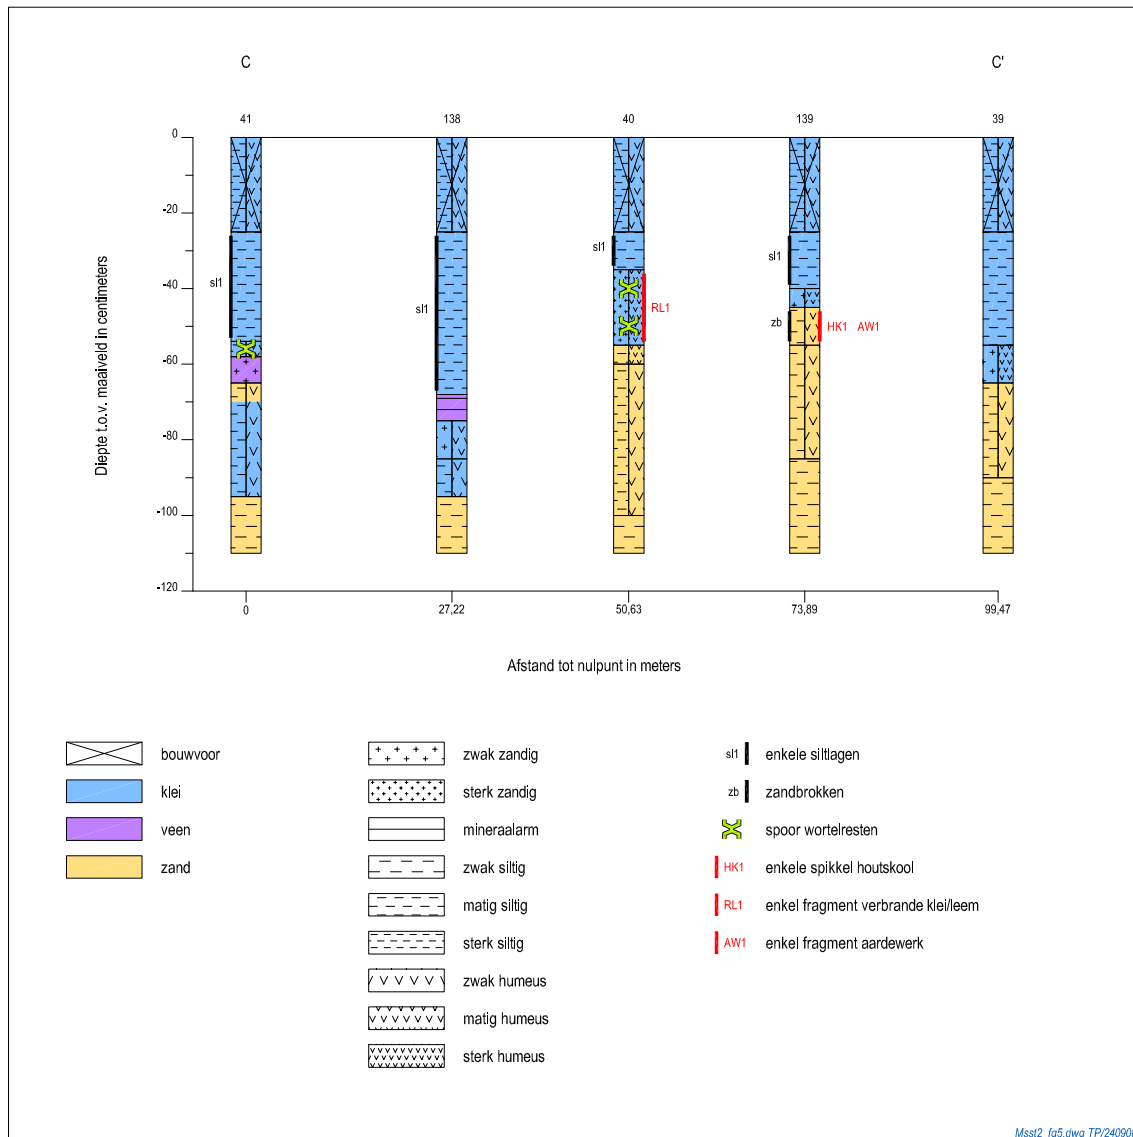 C C'
41 138 40 139 39
0
-20
-40
-60
-80
-100
-120
Diepte t.o.v. maaiveld in centimeters
sl1
sl1
sl1
RL1
sl1
zb
HK1 AW1
0 27,22 50,63 73,89 99,47
Afstand tot nulpunt in meters
bouwvoor
klei
veen
zand
zwak zandig
sterk zandig
mineraalarm
zwak siltig
matig siltig
sterk siltig
zwak humeus
matig humeus
sterk humeus
sl1 enkele siltlagen
zb zandbrokken
spoor wortelresten
HK1 enkele spikkel houtskool
RL1 enkel fragment verbrande klei/leem
AW1 enkel fragment aardewerk
Msst2_fg5.dwg